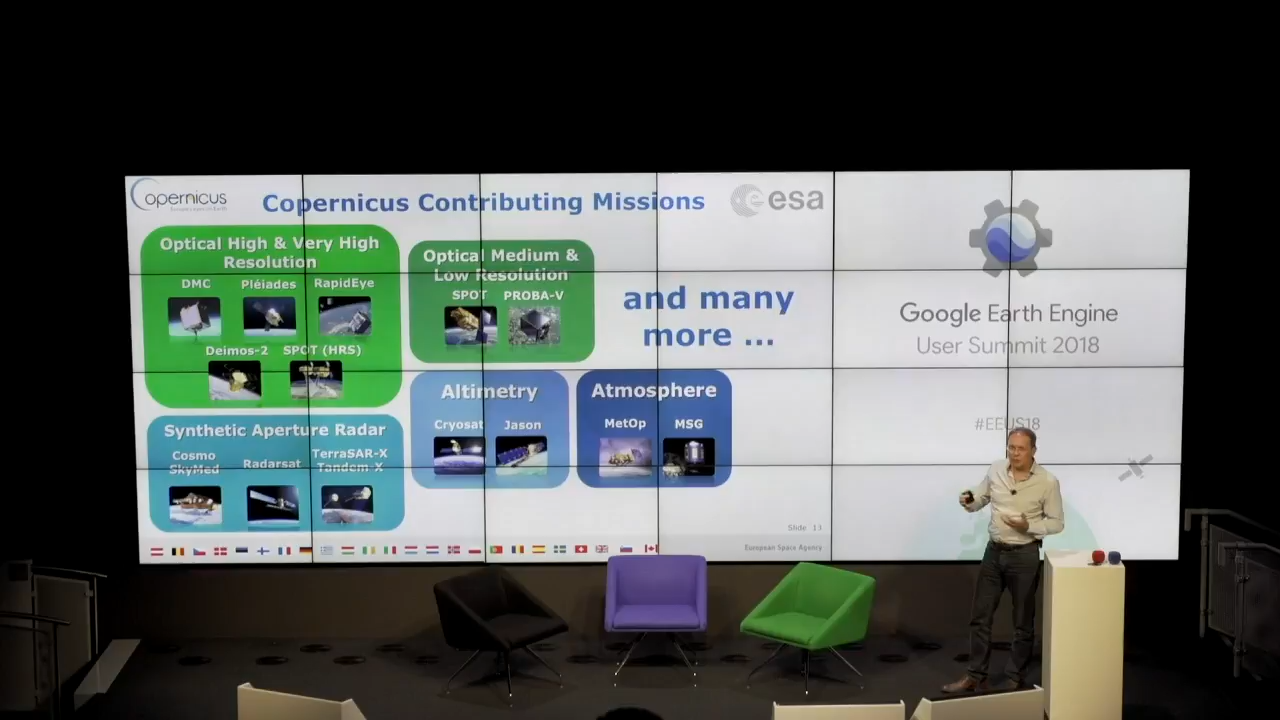 opernicus
Copernicus Contributing Missions
esa
Optical High & Very High
Resolution
DMC
Pléiades
RapidEye
Deimos-2
SPOT (HRS)
Optical Medium &
Low Resolution
SPOT
PROBA-V
and many
more ...
Synthetic Aperture Radar
Cosmo
SkyMed
Radarsat
TerraSAR-X
Tandem-X
Altimetry
Cryosat
Jason
Atmosphere
MetOp
MSG
Slide 13
European Space Agency
Google Earth Engine
User Summit 2018
#EEUS18